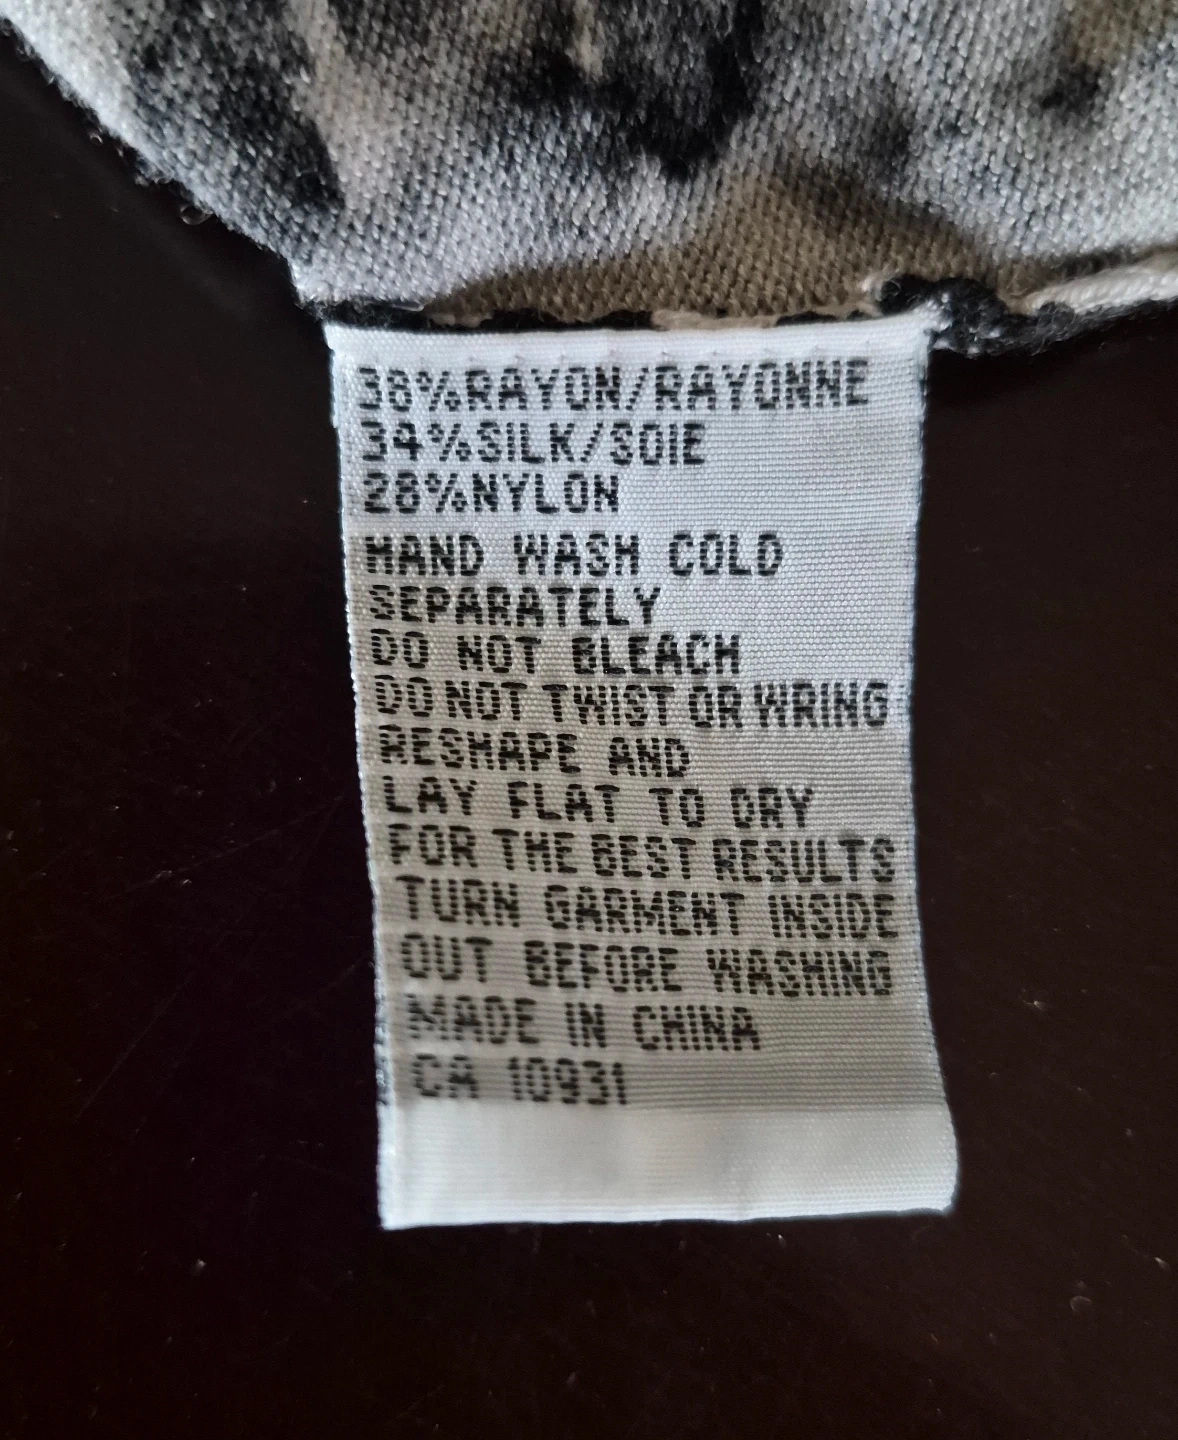 38%RAYON/RAYONNE
34%SILK/SOIE
28%NYLON
HAND WASH COLD
SEPARATELY
DO NOT BLEACH
DO NOT TWIST OR WRING
RESHAPE AND
LAY FLAT TO DRY
FOR THE BEST RESULTS
TURN GARMENT INSIDE
OUT BEFORE WASHING
MADE IN CHINA
CA 10931